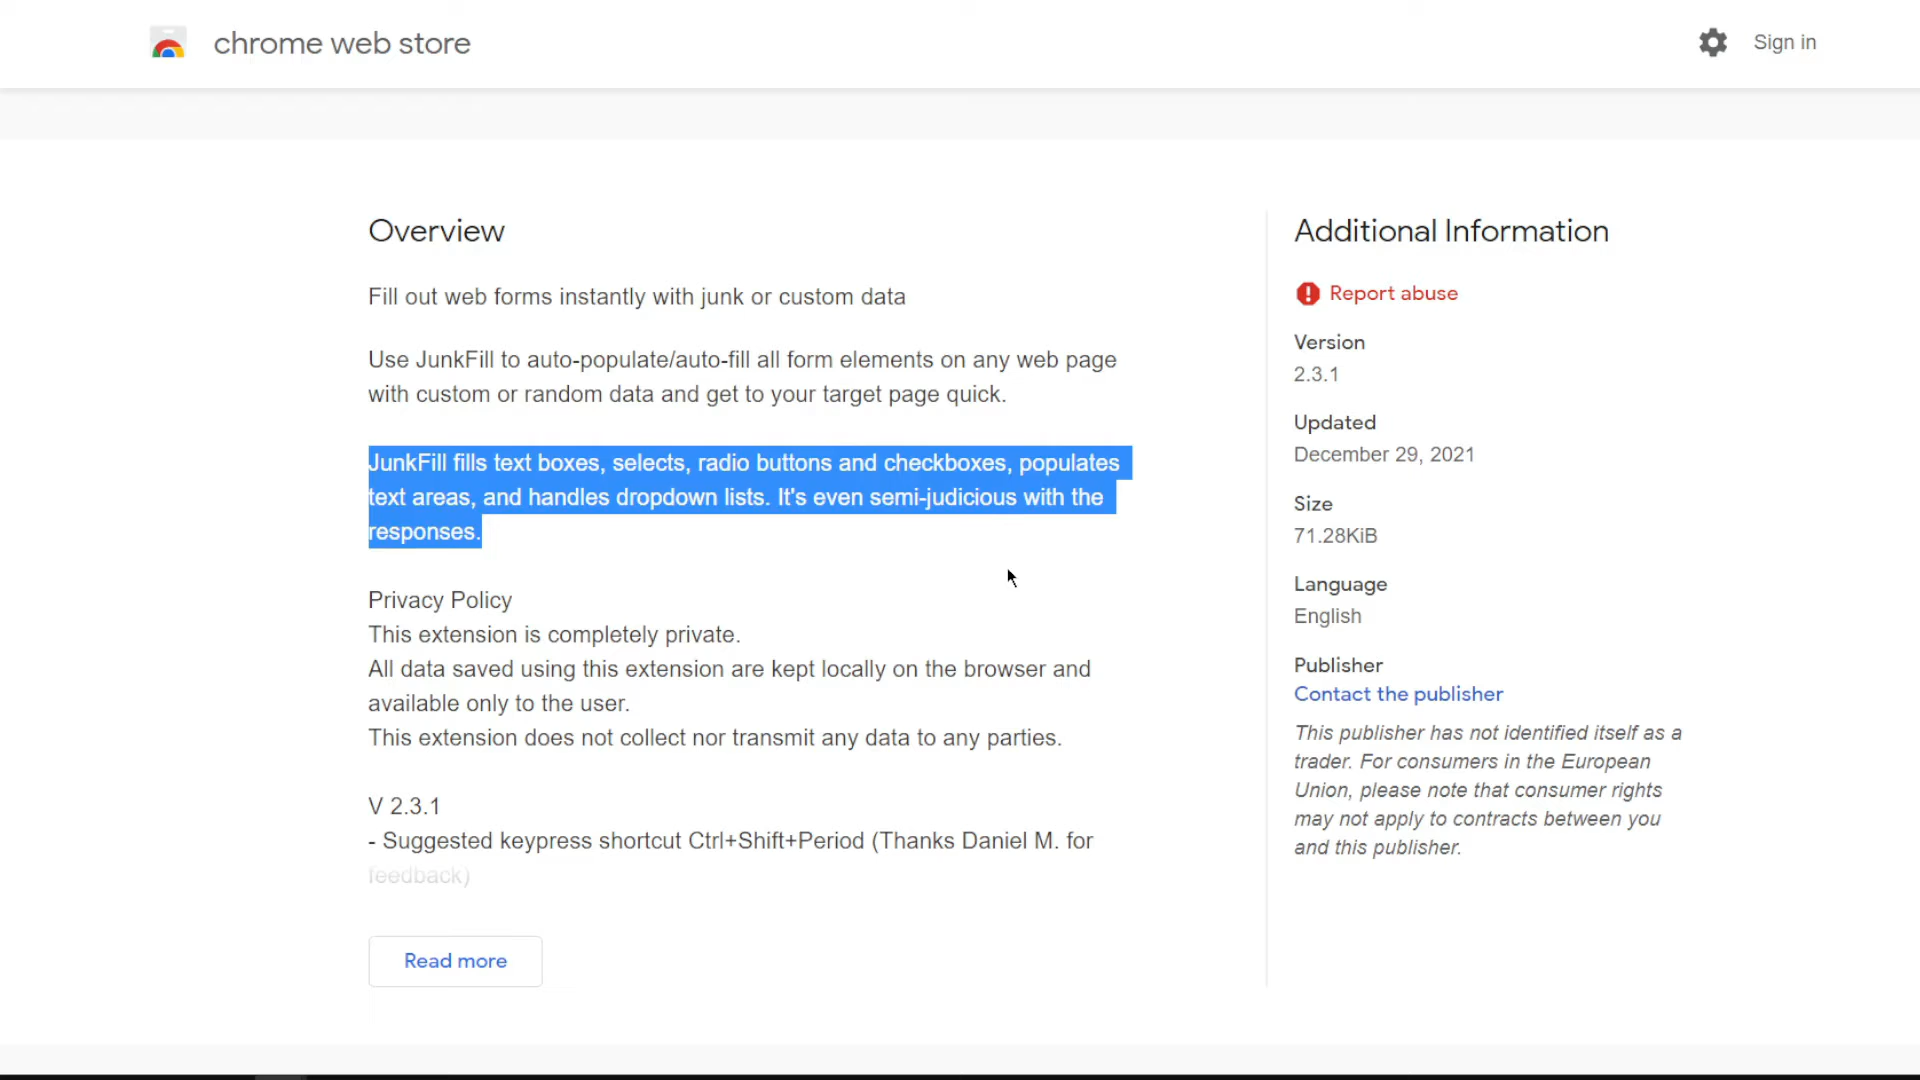 chrome web store
Sign in
Overview
Fill out web forms instantly with junk or custom data
Use JunkFill to auto-populate/auto-fill all form elements on any web page
with custom or random data and get to your target page quick.
JunkFill fills text boxes, selects, radio buttons and checkboxes, populates
text areas, and handles dropdown lists. It's even semi-judicious with the
responses.
Privacy Policy
This extension is completely private.
All data saved using this extension are kept locally on the browser and
available only to the user.
This extension does not collect nor transmit any data to any parties.
V 2.3.1
- Suggested keypress shortcut Ctrl+Shift+Period (Thanks Daniel M. for
feedback)
Read more
Additional Information
Report abuse
Version
2.3.1
Updated
December 29, 2021
Size
71.28KiB
Language
English
Publisher
Contact the publisher
This publisher has not identified itself as a
trader. For consumers in the European
Union, please note that consumer rights
may not apply to contracts between you
and this publisher.